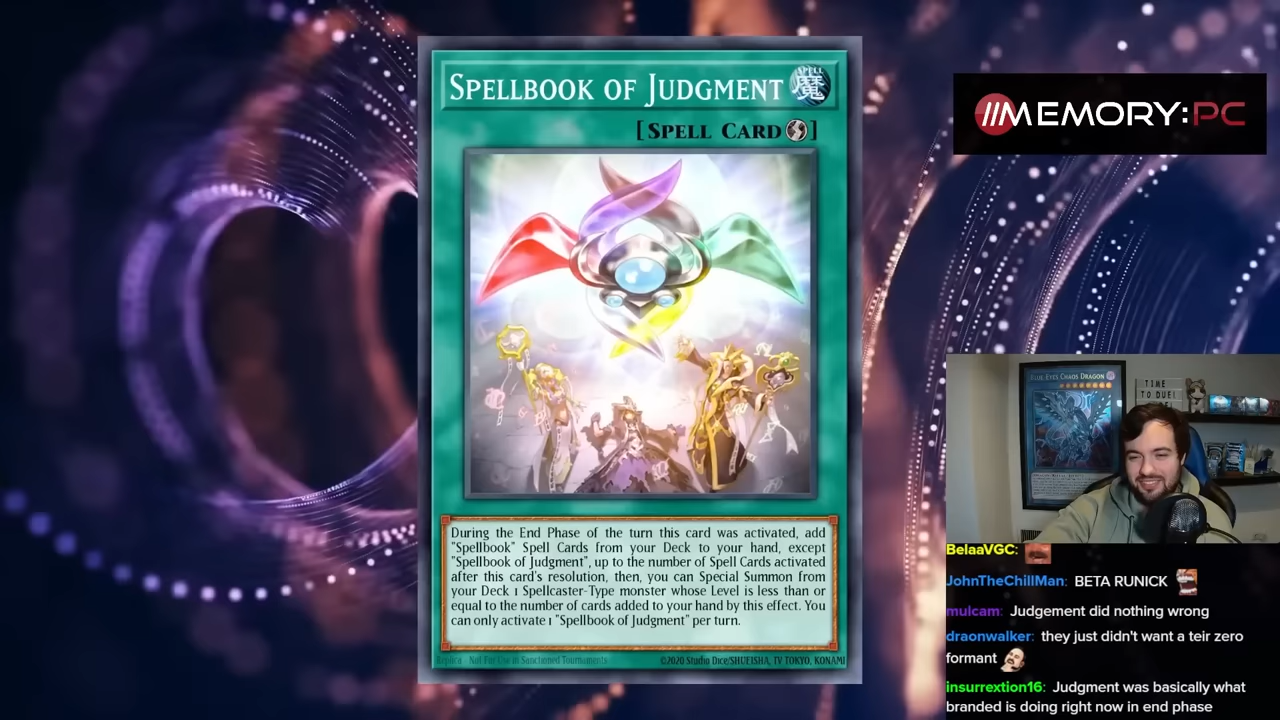 SPELLBOOK OF JUDGMENT
SPELL
魔
[SPELL CARD]
During the End Phase of the turn this card was activated, add
"Spellbook" Spell Cards from your Deck to your hand, except
"Spellbook of Judgment", up to the number of Spell Cards activated
after this card's resolution, then, you can Special Summon from
your Deck 1 Spellcaster-Type monster whose Level is less than or
equal to the number of cards added to your hand by this effect. You
can only activate 1 "Spellbook of Judgment" per turn.
Replica Not For Use in Sanctioned Tournaments
©2020 Studio Dice/SHUEISHA, TV TOKYO, KONAMI
//MEMORY:PC
BLUE-EYES CHAOS DRAGON
TIME
TO DUEL
BelaaVGC:
JohnTheChillMan: BETA RUNICK
mulcam: Judgement did nothing wrong
draonwalker: they just didn't want a teir zero
formant
insurrextion16: Judgment was basically what
branded is doing right now in end phase